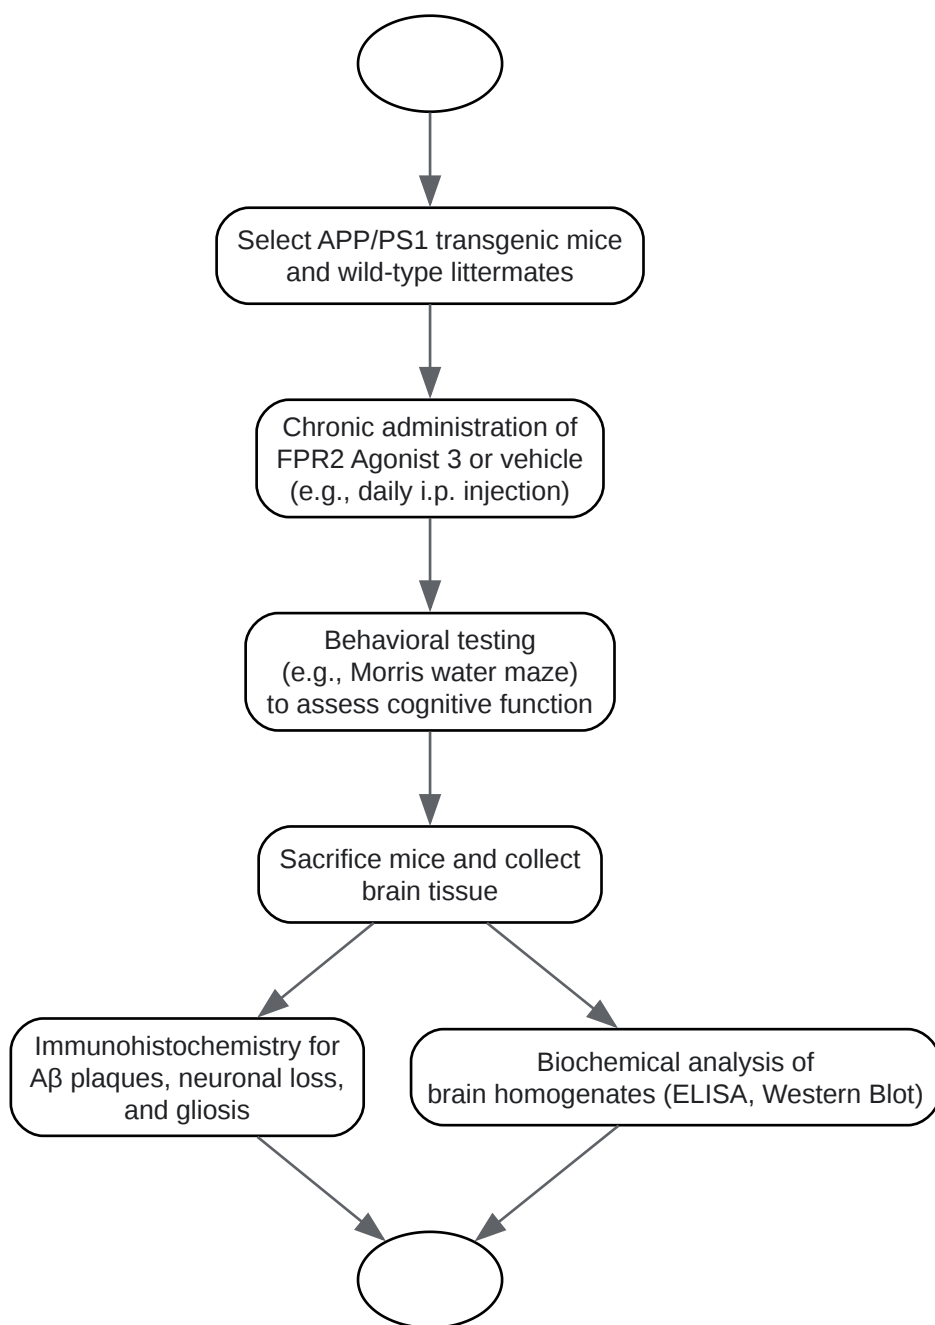 Select APP/PS1 transgenic mice
and wild-type littermates
Chronic administration of
FPR2 Agonist 3 or vehicle
(e.g., daily i.p. injection)
Behavioral testing
(e.g., Morris water maze)
to assess cognitive function
Sacrifice mice and collect
brain tissue
Immunohistochemistry for
Aβ plaques, neuronal loss,
and gliosis
Biochemical analysis of
brain homogenates (ELISA, Western Blot)